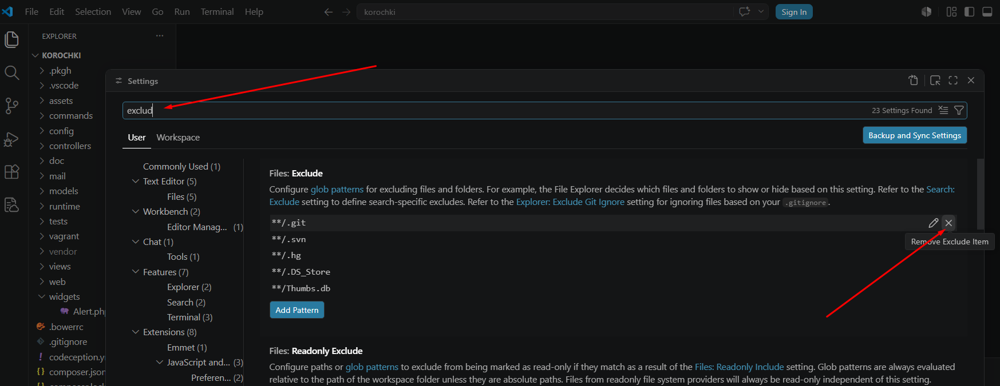 File Edit Selection View Go Run Terminal Help
korochki
Sign In
EXPLORER
KOROCHKI
.pkgh
.vscode
assets
commands
config
controllers
doc
mail
models
runtime
tests
vagrant
vendor
views
web
widgets
Alert.php
.bowerrc
.gitignore
codeception.y
composer.json
Settings
exclud
23 Settings Found
User Workspace
Backup and Sync Settings
Commonly Used (1)
Text Editor (5)
Files (5)
Workbench (2)
Editor Manag... (1)
Chat (1)
Tools (1)
Features (7)
Explorer (2)
Search (2)
Terminal (3)
Extensions (8)
Emmet (1)
JavaScript and... (3)
Preferen... (2)
Files: Exclude
Configure glob patterns for excluding files and folders. For example, the File Explorer decides which files and folders to show or hide based on this setting. Refer to the Search:
Exclude setting to define search-specific excludes. Refer to the Explorer: Exclude Git Ignore setting for ignoring files based on your .gitignore.
**/.git
**/.svn
**/.hg
**/.DS_Store
**/Thumbs.db
Remove Exclude Item
Add Pattern
Files: Readonly Exclude
Configure paths or glob patterns to exclude from being marked as read-only if they match as a result of the Files: Readonly Include setting. Glob patterns are always evaluated
relative to the path of the workspace folder unless they are absolute paths. Files from readonly file system providers will always be read-only independent of this setting.